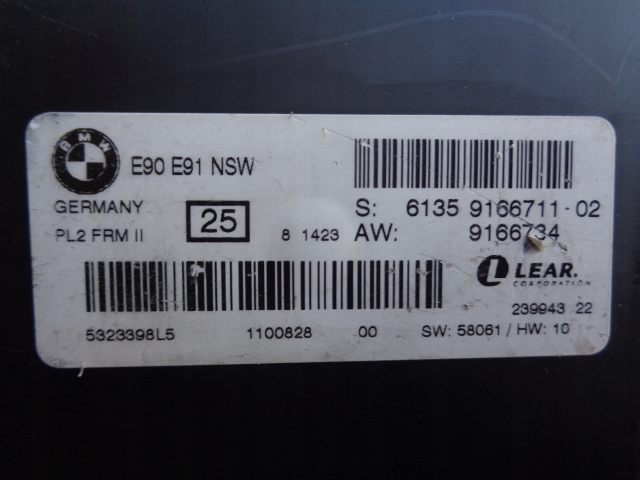 BMW
E90 E91 NSW
GERMANY
25
PL2 FRM II
8 1423
S: 6135 9166711-02
AW: 9166734
LEAR.
CORPORATION
239943 22
5323398L5 1100828 00 SW: 58061 / HW: 10